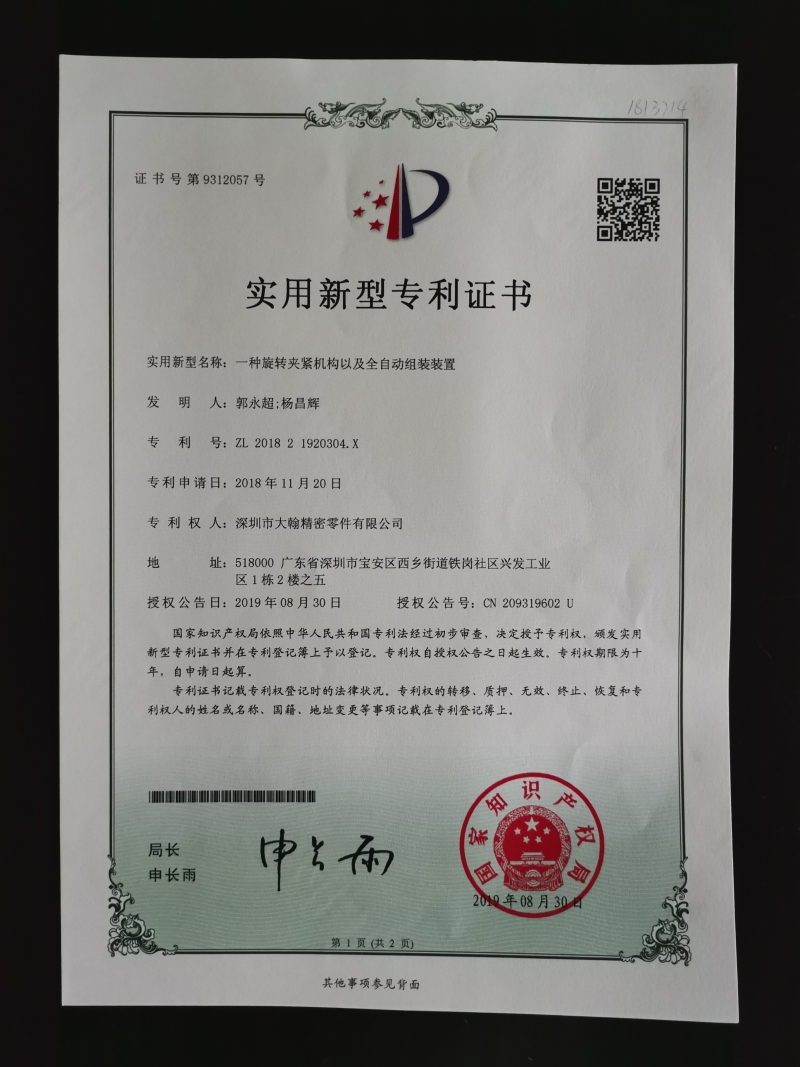 1813714
证书号第9312057号
实用新型专利证书
实用新型名称：一种旋转夹紧机构以及全自动组装装置
发明人：郭永超;杨昌辉
专利号：ZL 2018 2 1920304.X
专利申请日：2018年11月20日
专利权人：深圳市大翰精密零件有限公司
地址：518000 广东省深圳市宝安区西乡街道铁岗社区兴发工业
区1栋2楼之五
授权公告日：2019年08月30日 授权公告号：CN 209319602 U
国家知识产权局依照中华人民共和国专利法经过初步审查，决定授予专利权，颁发实用
新型专利证书并在专利登记簿上予以登记。专利权自授权公告之日起生效。专利权期限为十
年，自申请日起算。
专利证书记载专利权登记时的法律状况。专利权的转移、质押、无效、终止、恢复和专
利权人的姓名或名称、国籍、地址变更等事项记载在专利登记簿上。
局长
申长雨
申长雨
国家知识产权局
2019年08月30日
第1页(共2页)
其他事项参见背面